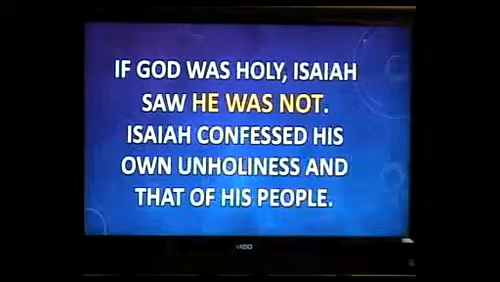 IF GOD WAS HOLY, ISAIAH
SAW HE WAS NOT.
ISAIAH CONFESSED HIS
OWN UNHOLINESS AND
THAT OF HIS PEOPLE.
VIZIO